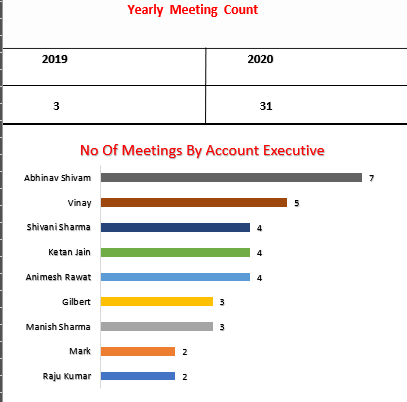 Yearly Meeting Count
2019 2020
3 31
No Of Meetings By Account Executive
Abhinav Shivam 7
Vinay 5
Shivani Sharma 4
Ketan Jain 4
Animesh Rawat 4
Gilbert 3
Manish Sharma 3
Mark 2
Raju Kumar 2